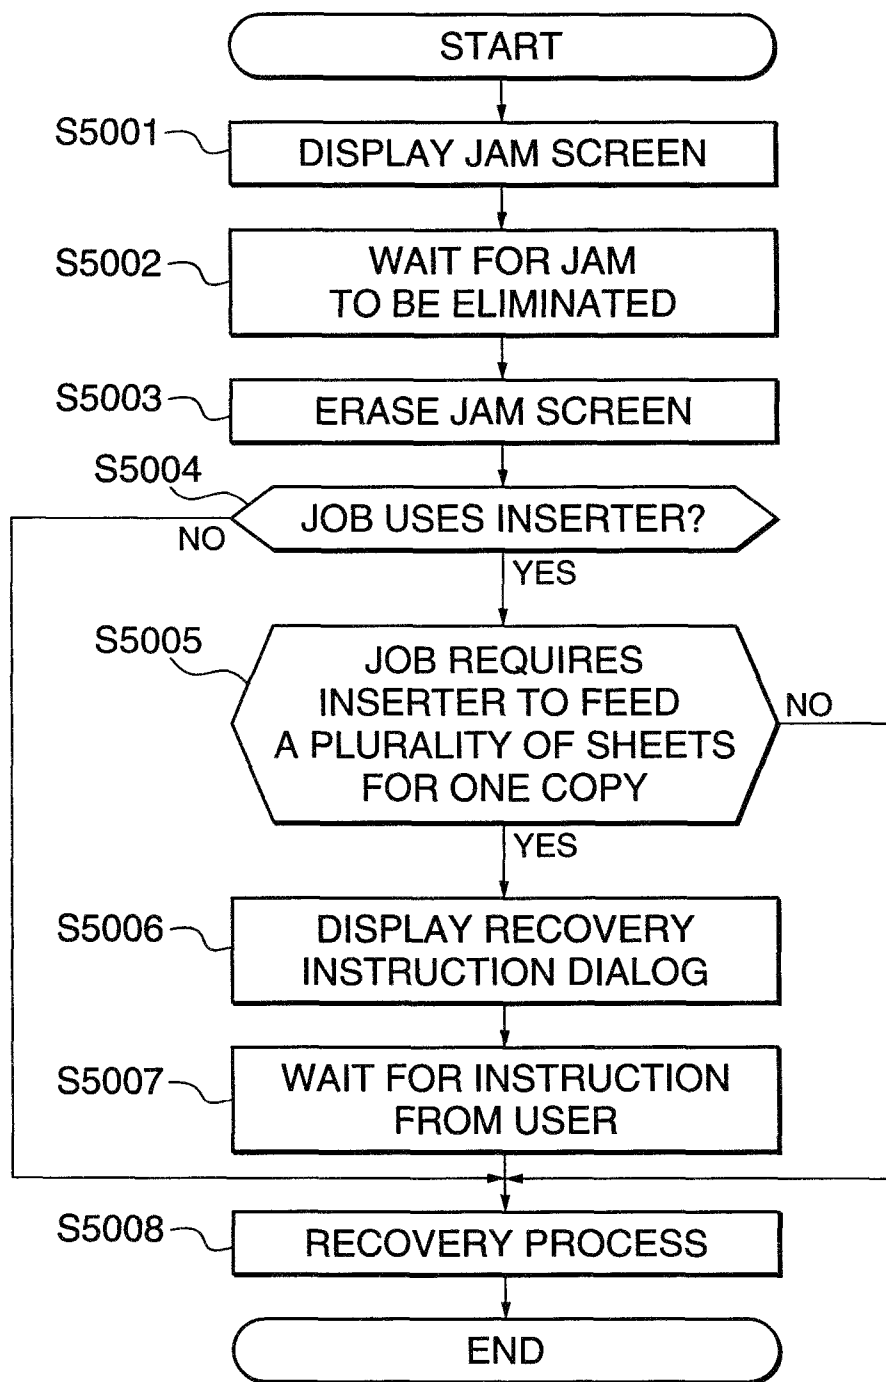 START
S5001
DISPLAY JAM SCREEN
S5002
WAIT FOR JAM
TO BE ELIMINATED
S5003
ERASE JAM SCREEN
S5004
JOB USES INSERTER?
NO
YES
S5005
JOB REQUIRES
INSERTER TO FEED
A PLURALITY OF SHEETS
FOR ONE COPY
NO
YES
S5006
DISPLAY RECOVERY
INSTRUCTION DIALOG
S5007
WAIT FOR INSTRUCTION
FROM USER
S5008
RECOVERY PROCESS
END